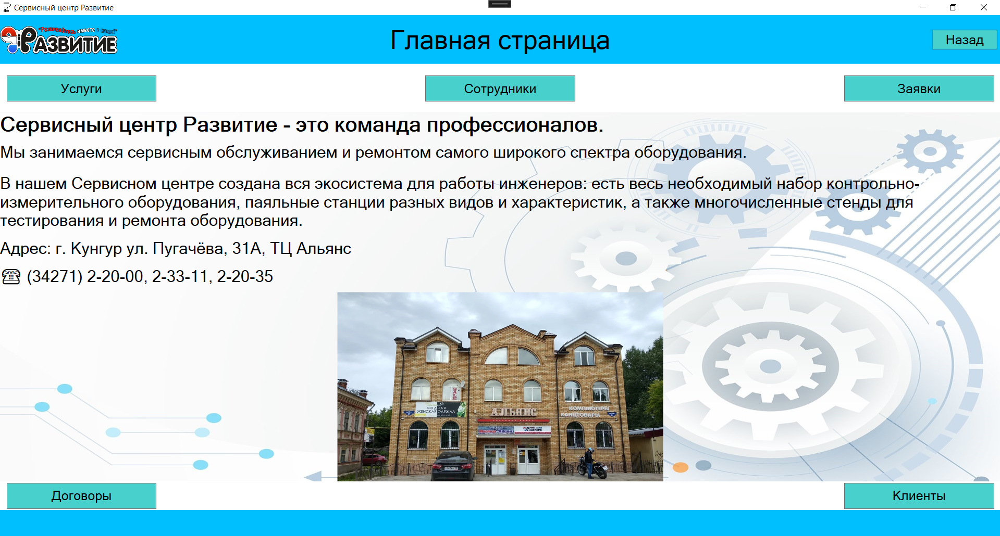 Сервисный центр Развитие
"Развивайтесь вместе с нами!"
РАЗВИТИЕ
Главная страница
Назад
Услуги
Сотрудники
Заявки
Сервисный центр Развитие - это команда профессионалов.
Мы занимаемся сервисным обслуживанием и ремонтом самого широкого спектра оборудования.
В нашем Сервисном центре создана вся экосистема для работы инженеров: есть весь необходимый набор контрольно-
измерительного оборудования, паяльные станции разных видов и характеристик, а также многочисленные стенды для
тестирования и ремонта оборудования.
Адрес: г. Кунгур ул. Пугачёва, 31А, ТЦ Альянс
(34271) 2-20-00, 2-33-11, 2-20-35
SALE
МОДНАЯ
ЖЕНСКАЯ ОДЕЖДА
АЛЬЯНС
КОМПЬЮТЕРЫ
КАНЦТОВАРЫ
Мистер Джинс
РАЗВИТИЕ
Договоры
Клиенты